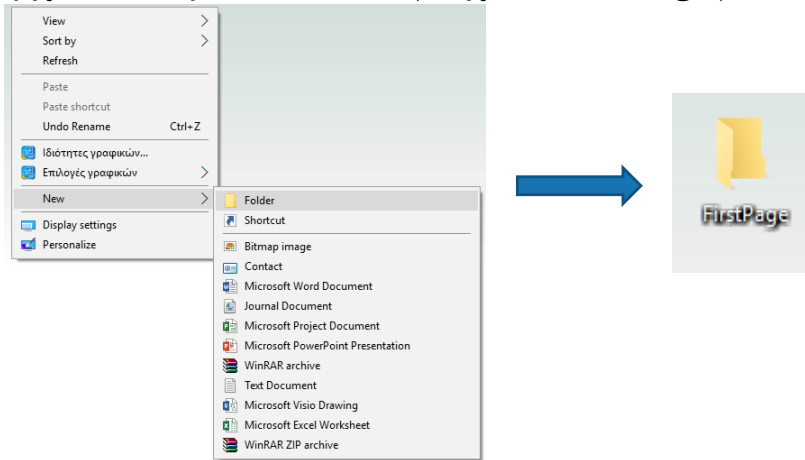 View
Sort by
Refresh
Paste
Paste shortcut
Undo Rename Ctrl+Z
Ιδιότητες γραφικών...
Επιλογές γραφικών
New
Display settings
Personalize
Folder
Shortcut
Bitmap image
Contact
Microsoft Word Document
Journal Document
Microsoft Project Document
Microsoft PowerPoint Presentation
WinRAR archive
Text Document
Microsoft Visio Drawing
Microsoft Excel Worksheet
WinRAR ZIP archive
FirstPage